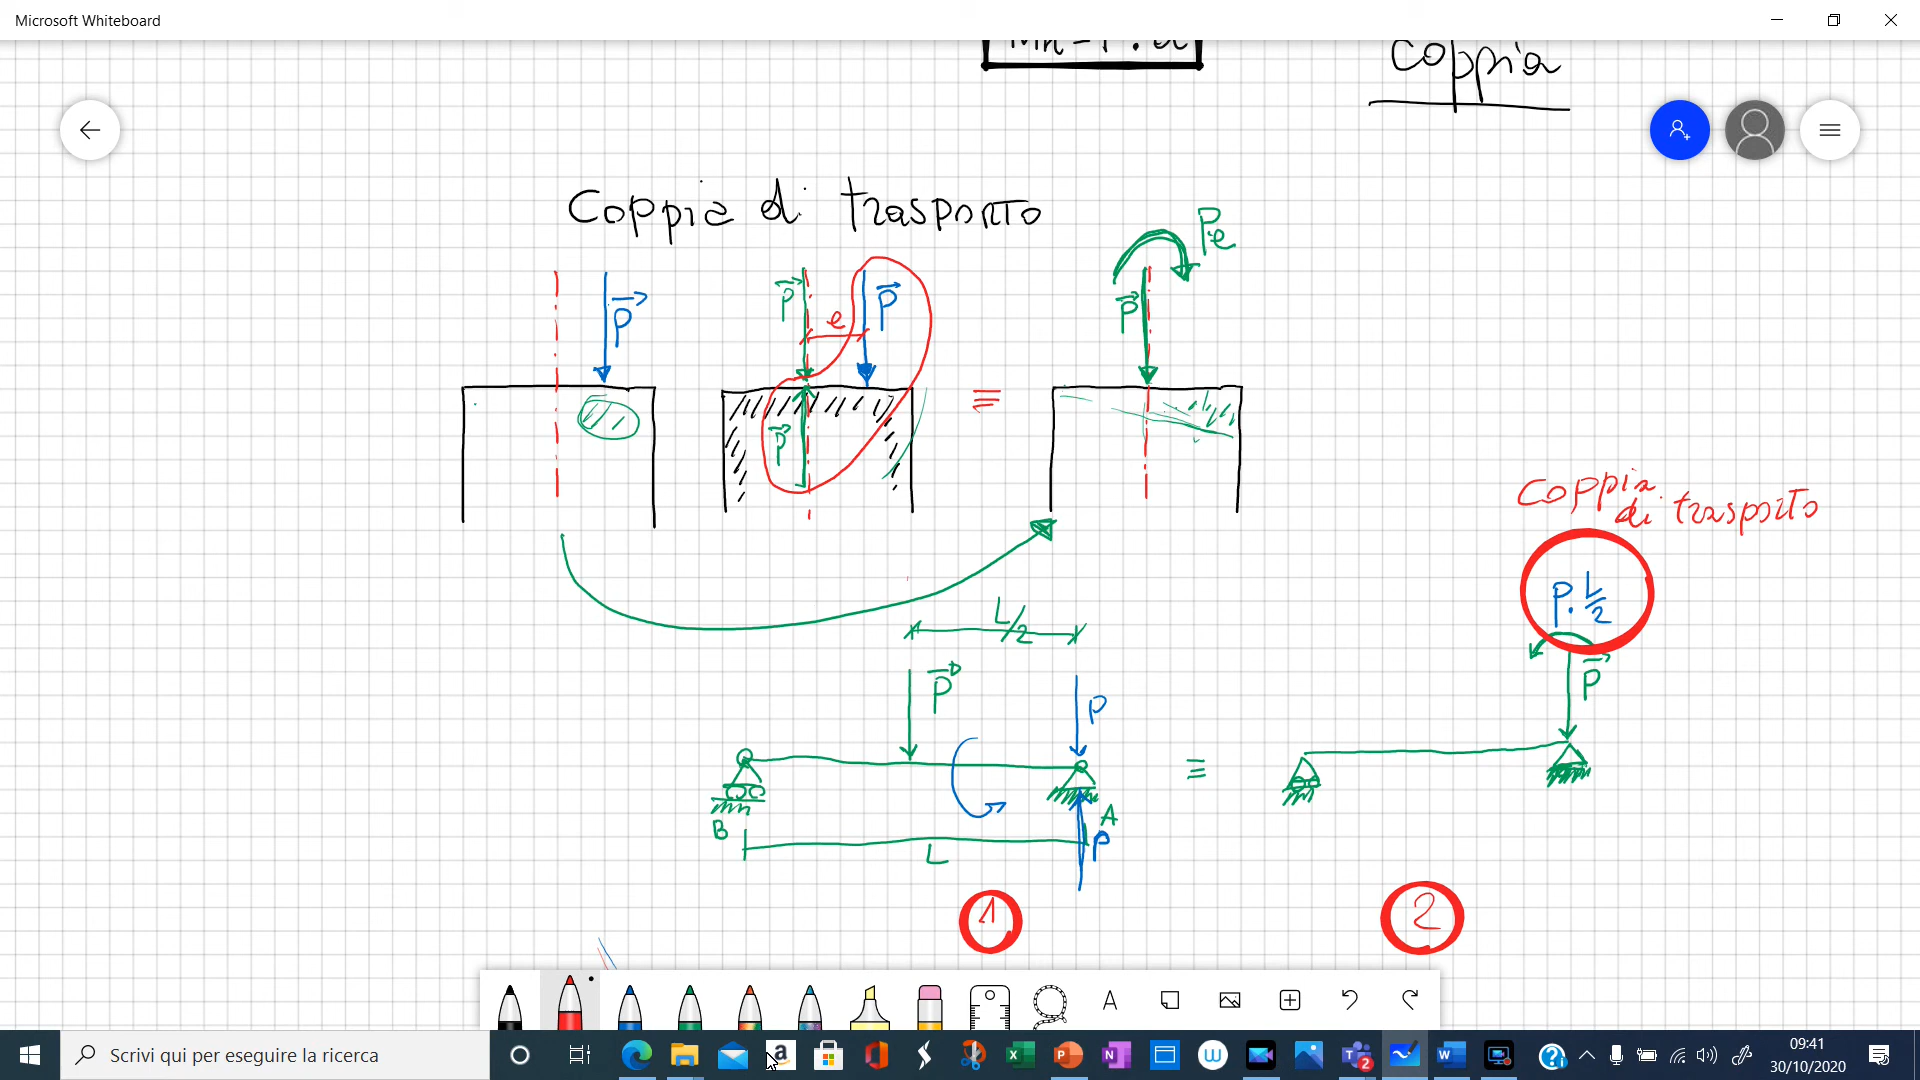 Microsoft Whiteboard
Coppia
Coppia di trasporto
Pe
P
P
e
P
P
P
Coppia
di trasporto
P. L/2
L/2
P
P
P
B
A
P
L
1
2
A
Scrivi qui per eseguire la ricerca
09:41
30/10/2020